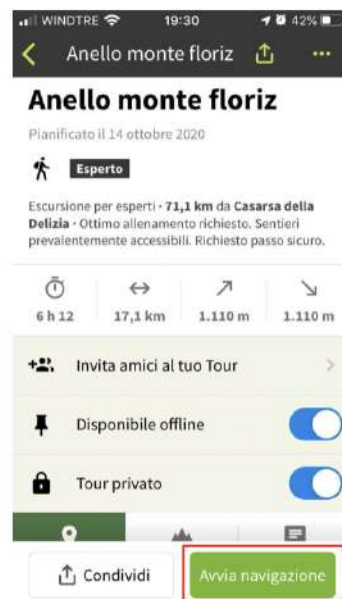 WINDTRE 19:30 42%
Anello monte floriz
Anello monte floriz
Pianificato il 14 ottobre 2020
Esperto
Escursione per esperti · 71,1 km da Casarsa della
Delizia · Ottimo allenamento richiesto. Sentieri
prevalentemente accessibili. Richiesto passo sicuro.
6 h 12 17,1 km 1.110 m 1.110 m
Invita amici al tuo Tour
Disponibile offline
Tour privato
Condividi Avvia navigazione